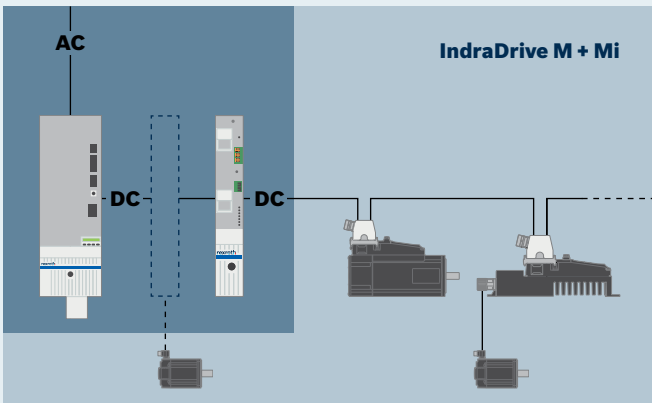 AC
IndraDrive M + Mi
DC
DC
rexroth
rexroth